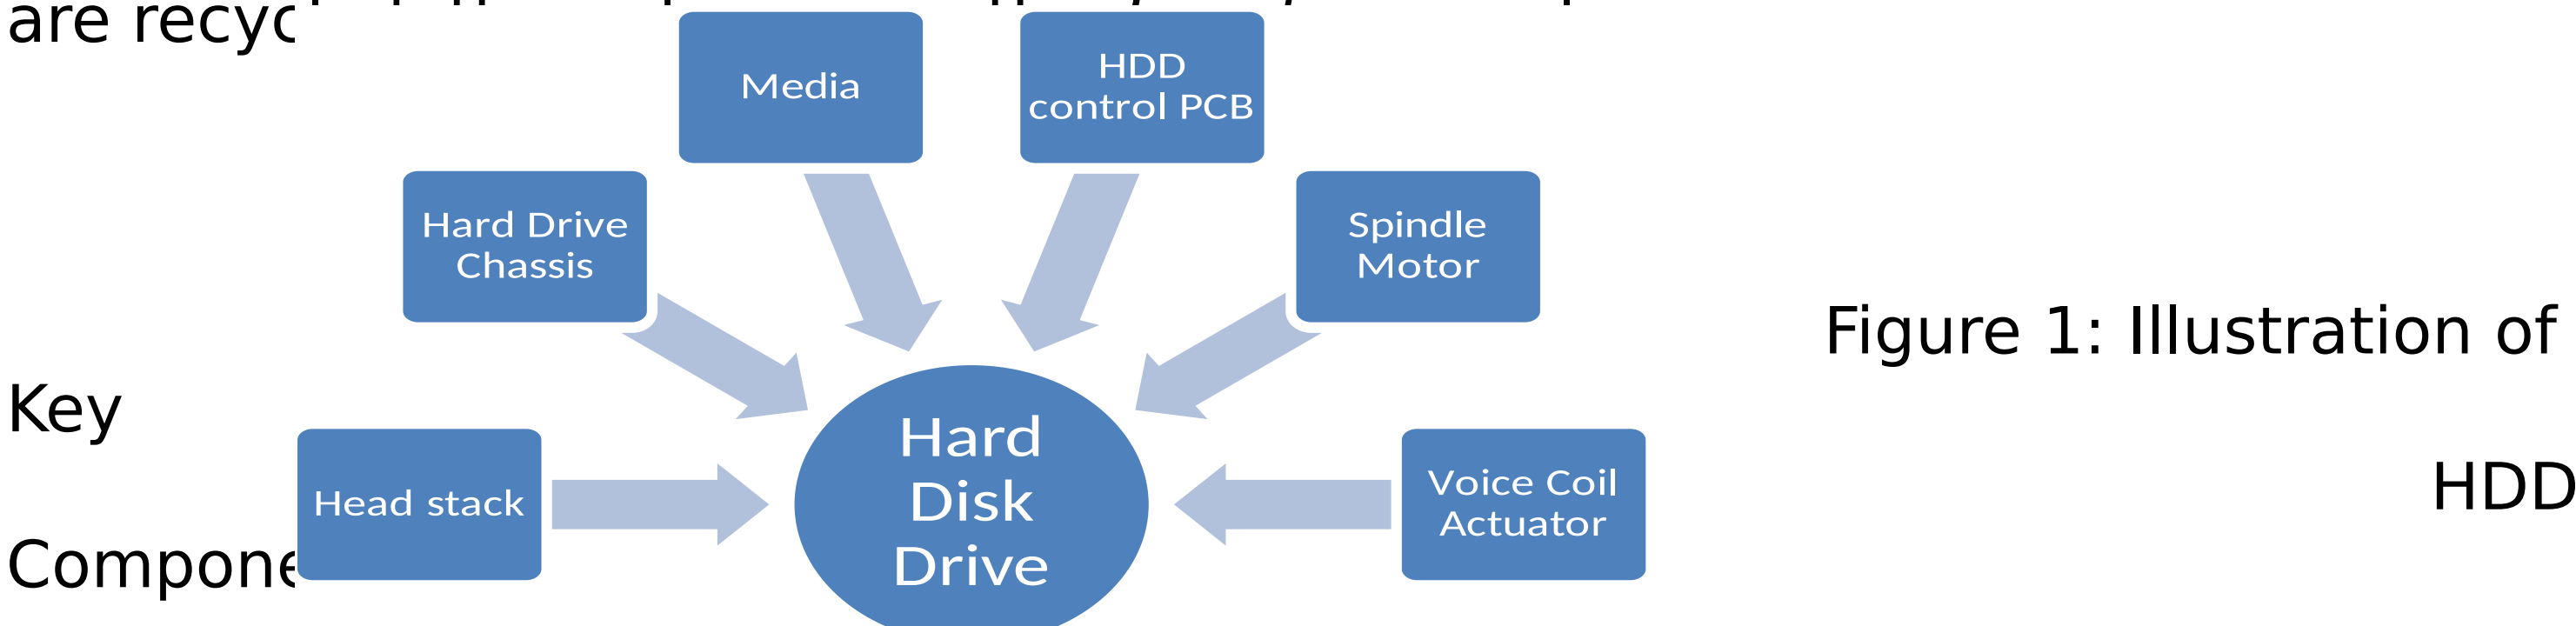 are recyc
Media
HDD
control PCB
Hard Drive
Chassis
Spindle
Motor
Figure 1: Illustration of
Key
Head stack
Hard
Disk
Drive
Voice Coil
Actuator
HDD
Compone